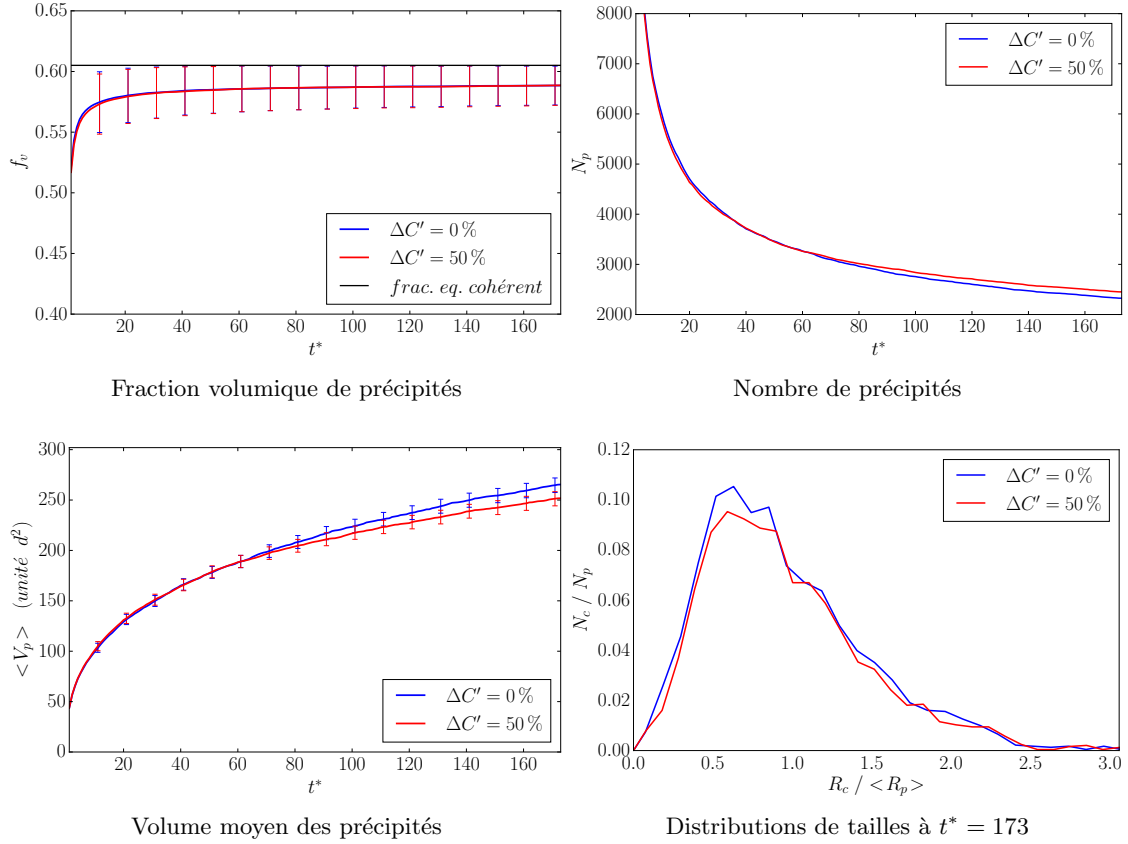 0.65
0.60
0.55
0.50
0.45
0.40
f_v
20 40 60 80 100 120 140 160
t*
ΔC′ = 0 %
ΔC′ = 50 %
frac. eq. cohérent
Fraction volumique de précipités
8000
7000
6000
5000
4000
3000
2000
N_p
20 40 60 80 100 120 140 160
t*
ΔC′ = 0 %
ΔC′ = 50 %
Nombre de précipités
300
250
200
150
100
50
0
<V_p> (unité d²)
20 40 60 80 100 120 140 160
t*
ΔC′ = 0 %
ΔC′ = 50 %
Volume moyen des précipités
0.12
0.10
0.08
0.06
0.04
0.02
0.00
N_c / N_p
0.0 0.5 1.0 1.5 2.0 2.5 3.0
R_c / <R_p>
ΔC′ = 0 %
ΔC′ = 50 %
Distributions de tailles à t* = 173